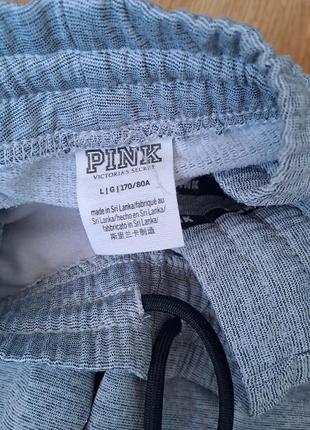 PINK
VICTORIA'S SECRET
L | G | 170/80A
made in Sri Lanka/fabriqué au
Sri Lanka/hecho en Sri Lanka/
fabbricato in Sri Lanka/
斯里兰卡制造